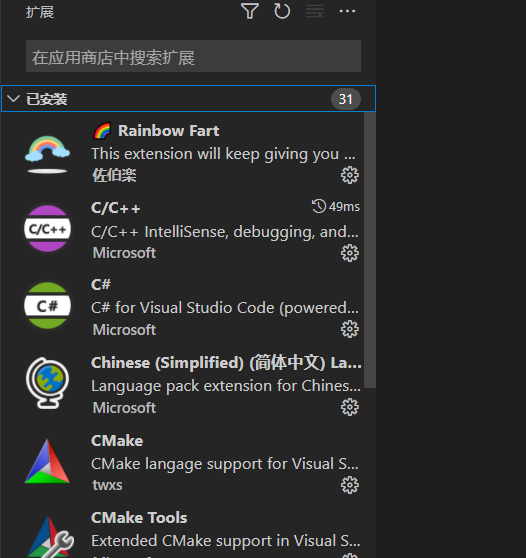 扩展
在应用商店中搜索扩展
已安装 31
🌈 Rainbow Fart
This extension will keep giving you ...
佐伯楽
C/C++ 49ms
C/C++
C/C++ IntelliSense, debugging, and...
Microsoft
C#
C#
C# for Visual Studio Code (powered...
Microsoft
Chinese (Simplified) (简体中文) La...
Language pack extension for Chines...
Microsoft
CMake
CMake langage support for Visual S...
twxs
CMake Tools
Extended CMake support in Visual S...